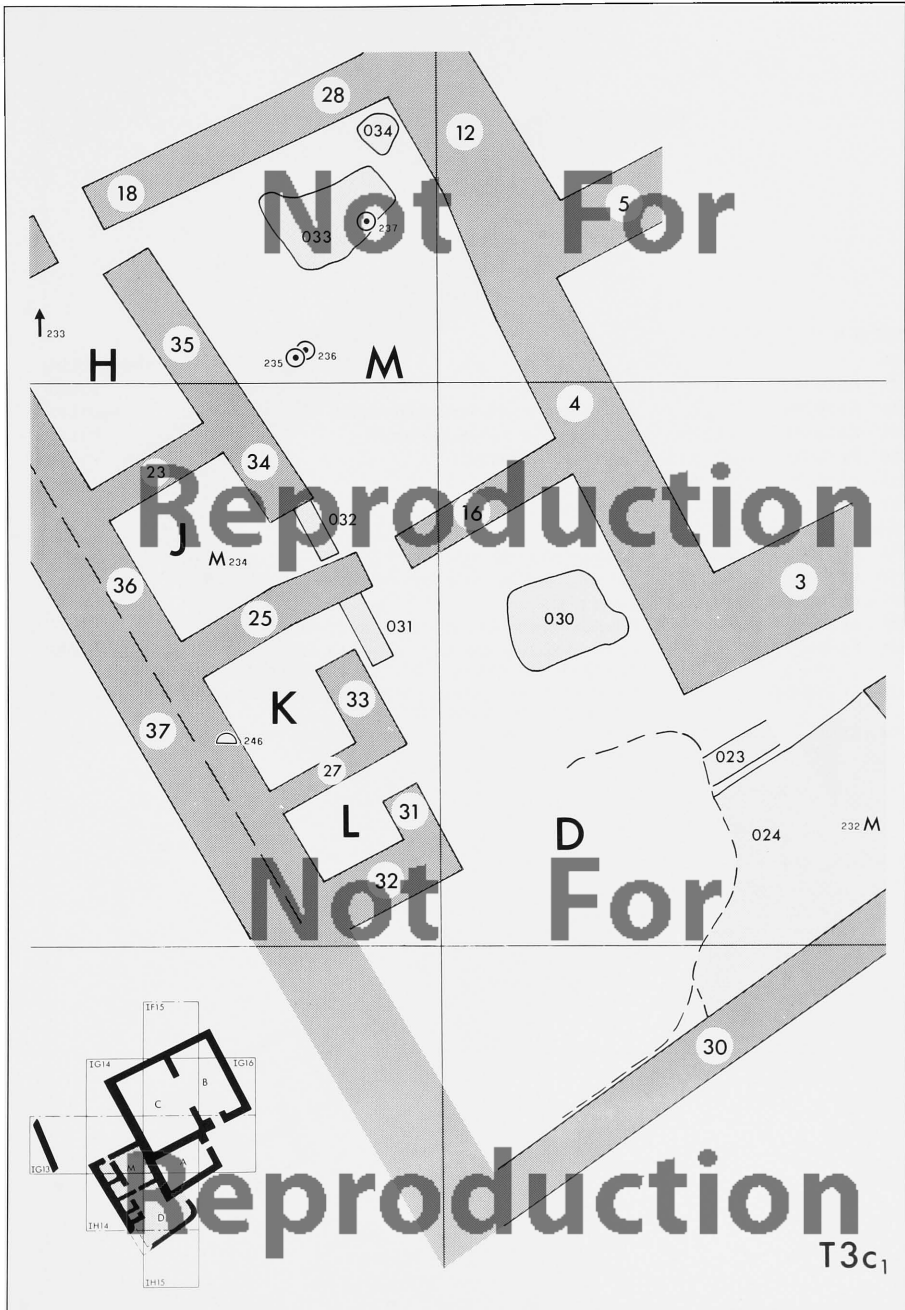 28
034
12
18
Not For
5
033
237
233
35
235
236
H
M
4
34
23
Reproduction
16
032
J
M 234
36
3
25
031
030
K
33
37
246
27
023
31
L
D
024
232 M
32
Not For
IF15
30
IG14
IG16
B
C
IG13
A
M
Reproduction
D
IH14
T3c1
IH15